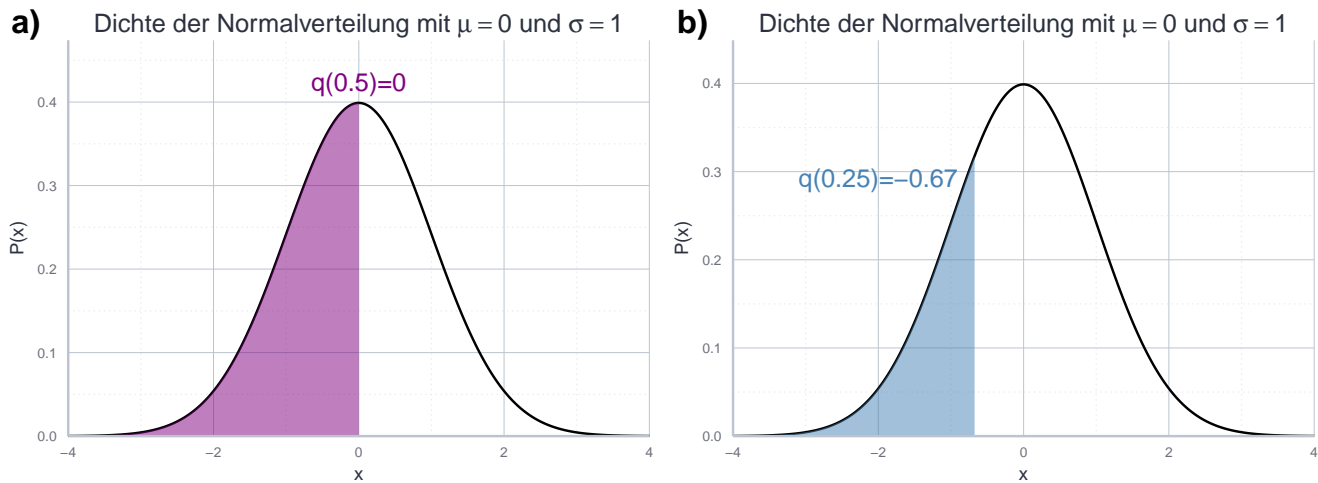 a)
Dichte der Normalverteilung mit μ = 0 und σ = 1
q(0.5)=0
P(x)
0.4
0.3
0.2
0.1
0.0
−4
−2
0
2
4
x
b)
Dichte der Normalverteilung mit μ = 0 und σ = 1
q(0.25)=−0.67
P(x)
0.4
0.3
0.2
0.1
0.0
−4
−2
0
2
4
x